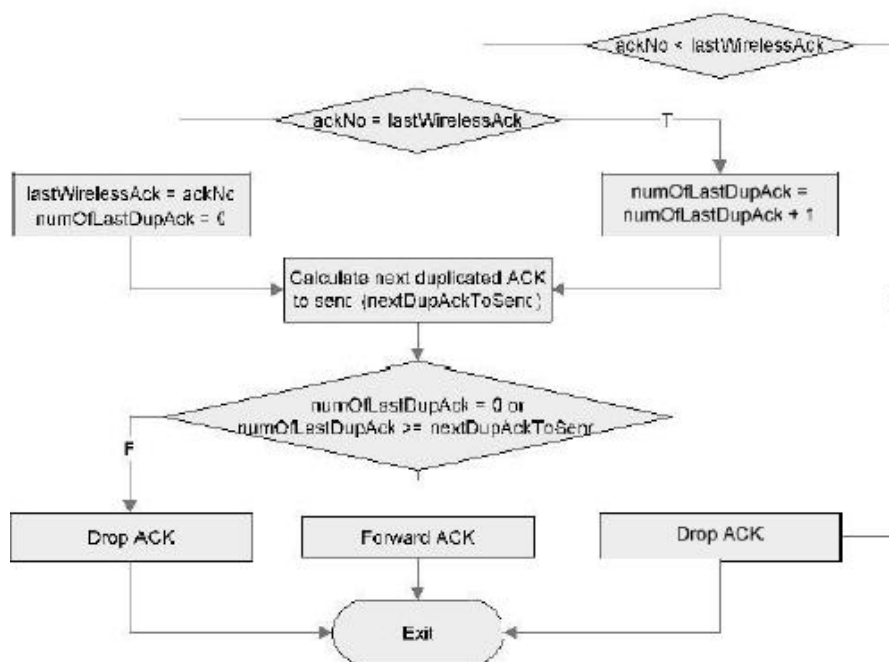 ackNo < lastWirelessAck
ackNo = lastWirelessAck
T
lastWirelessAck = ackNo
numOfLastDupAck = 0
numOfLastDupAck =
numOfLastDupAck + 1
Calculate next duplicated ACK
to send (nextDupAckToSend)
numOfLastDupAck = 0 or
numOfLastDupAck >= nextDupAckToSend
F
Drop ACK
Forward ACK
Drop ACK
Exit